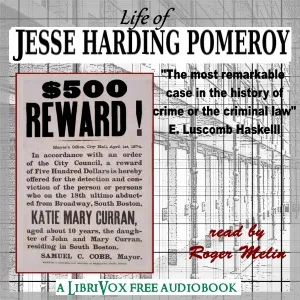 Life of
JESSE HARDING POMEROY
$500
REWARD!
Mayor's Office, City Hall, April 1st, 1874.
In accordance with an order
of the City Council, a reward
of Five Hundred Dollars is hereby
offered for the detection and con-
viction of the person or persons
who on the 18th ultimo abduct-
ed from Broadway, South Boston,
KATIE MARY CURRAN,
aged about 10 years, the daugh-
ter of John and Mary Curran,
residing in South Boston.
SAMUEL C. COBB, Mayor.
"The most remarkable
case in the history of
crime or the criminal law"
E. Luscomb Haskelll
read by
Roger Melin
A LIBRIVOX FREE AUDIOBOOK